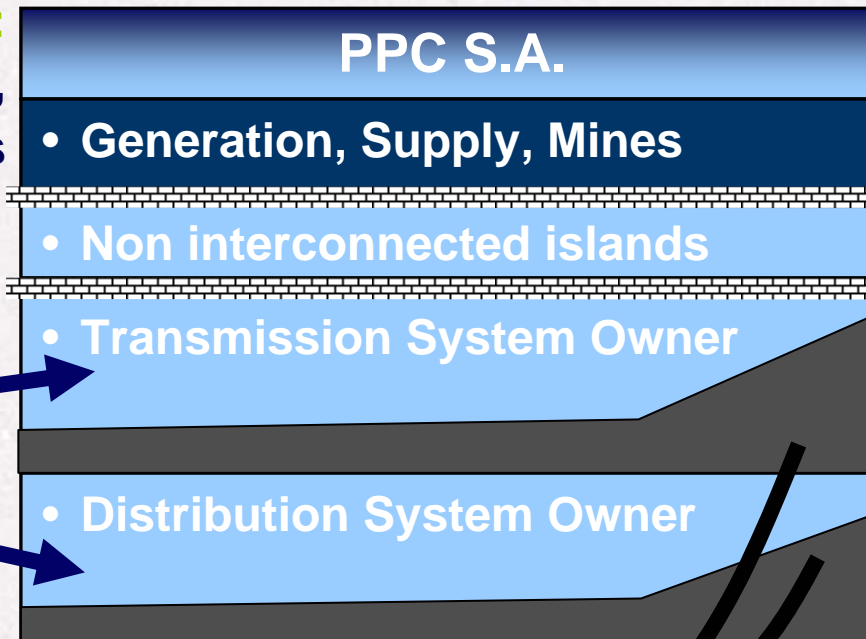 PPC S.A.
• Generation, Supply, Mines
• Non interconnected islands
• Transmission System Owner
• Distribution System Owner